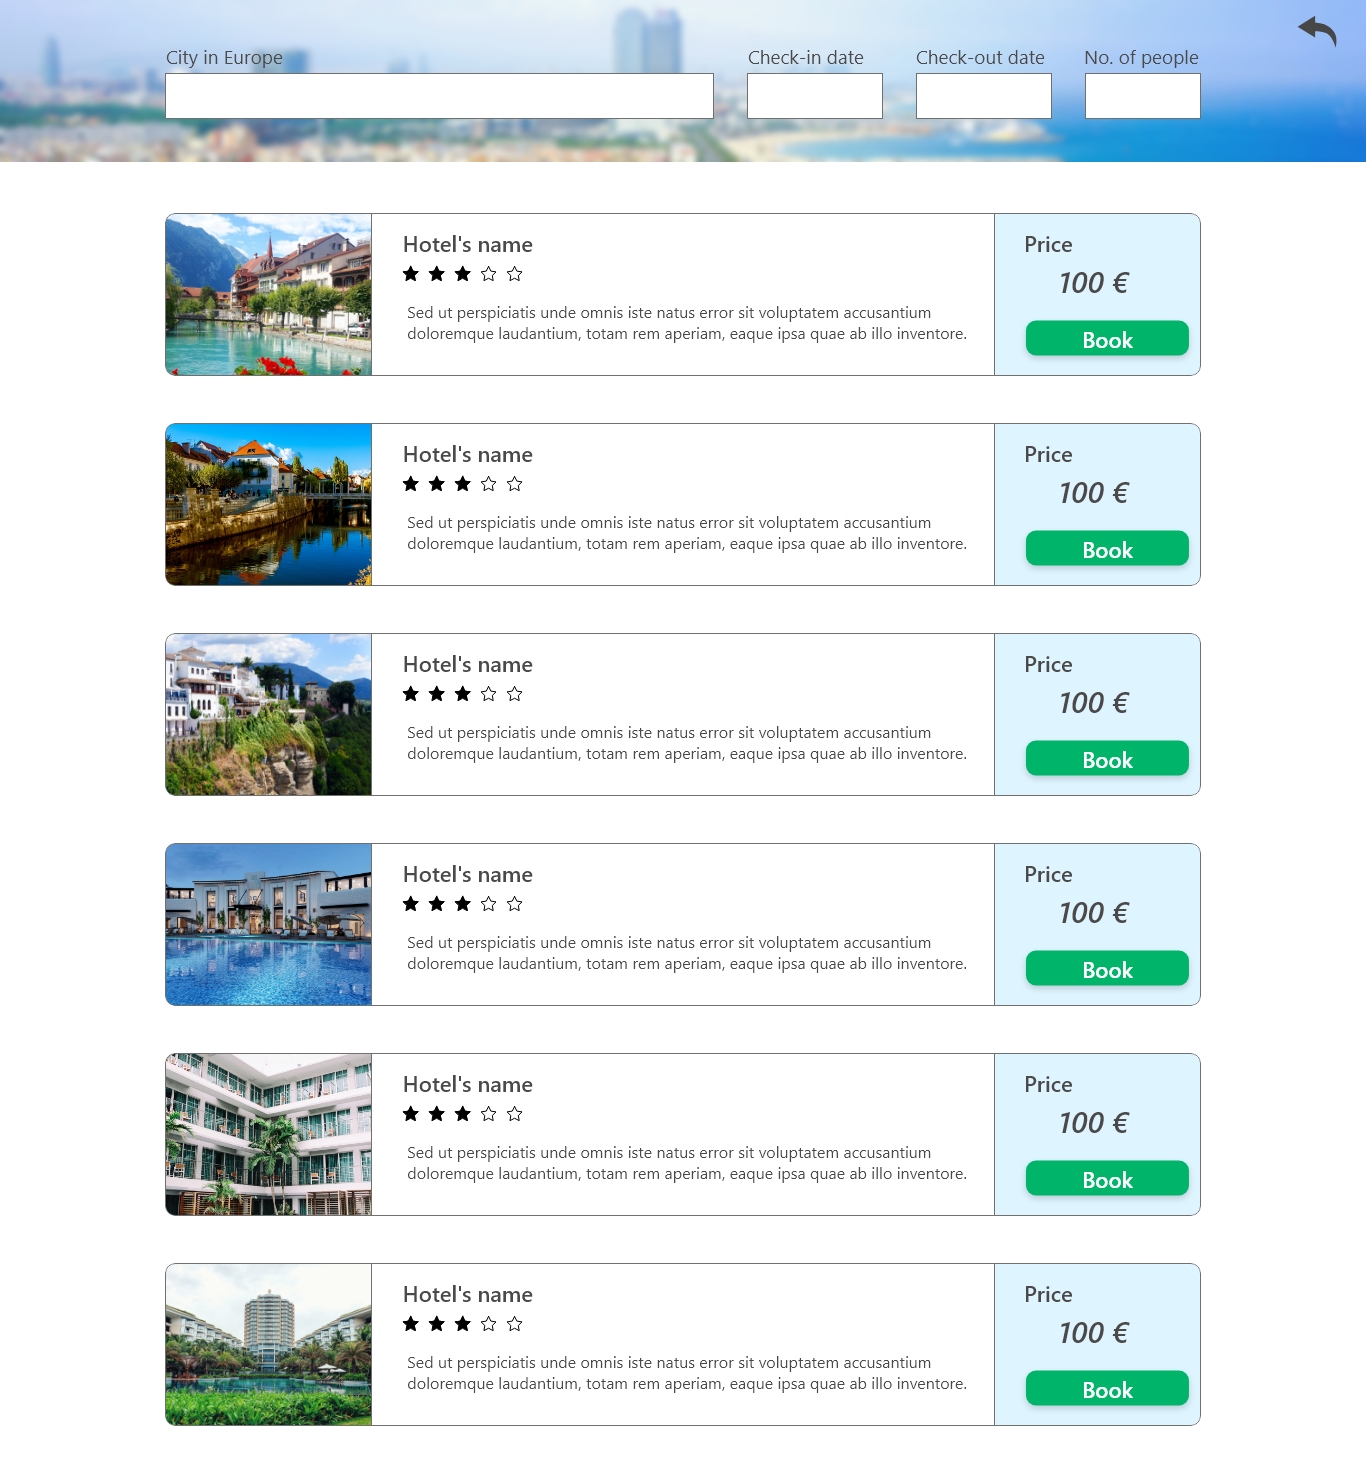 City in Europe
Check-in date
Check-out date
No. of people
Hotel's name
Sed ut perspiciatis unde omnis iste natus error sit voluptatem accusantium
doloremque laudantium, totam rem aperiam, eaque ipsa quae ab illo inventore.
Price
100 €
Book
Hotel's name
Sed ut perspiciatis unde omnis iste natus error sit voluptatem accusantium
doloremque laudantium, totam rem aperiam, eaque ipsa quae ab illo inventore.
Price
100 €
Book
Hotel's name
Sed ut perspiciatis unde omnis iste natus error sit voluptatem accusantium
doloremque laudantium, totam rem aperiam, eaque ipsa quae ab illo inventore.
Price
100 €
Book
Hotel's name
Sed ut perspiciatis unde omnis iste natus error sit voluptatem accusantium
doloremque laudantium, totam rem aperiam, eaque ipsa quae ab illo inventore.
Price
100 €
Book
Hotel's name
Sed ut perspiciatis unde omnis iste natus error sit voluptatem accusantium
doloremque laudantium, totam rem aperiam, eaque ipsa quae ab illo inventore.
Price
100 €
Book
Hotel's name
Sed ut perspiciatis unde omnis iste natus error sit voluptatem accusantium
doloremque laudantium, totam rem aperiam, eaque ipsa quae ab illo inventore.
Price
100 €
Book